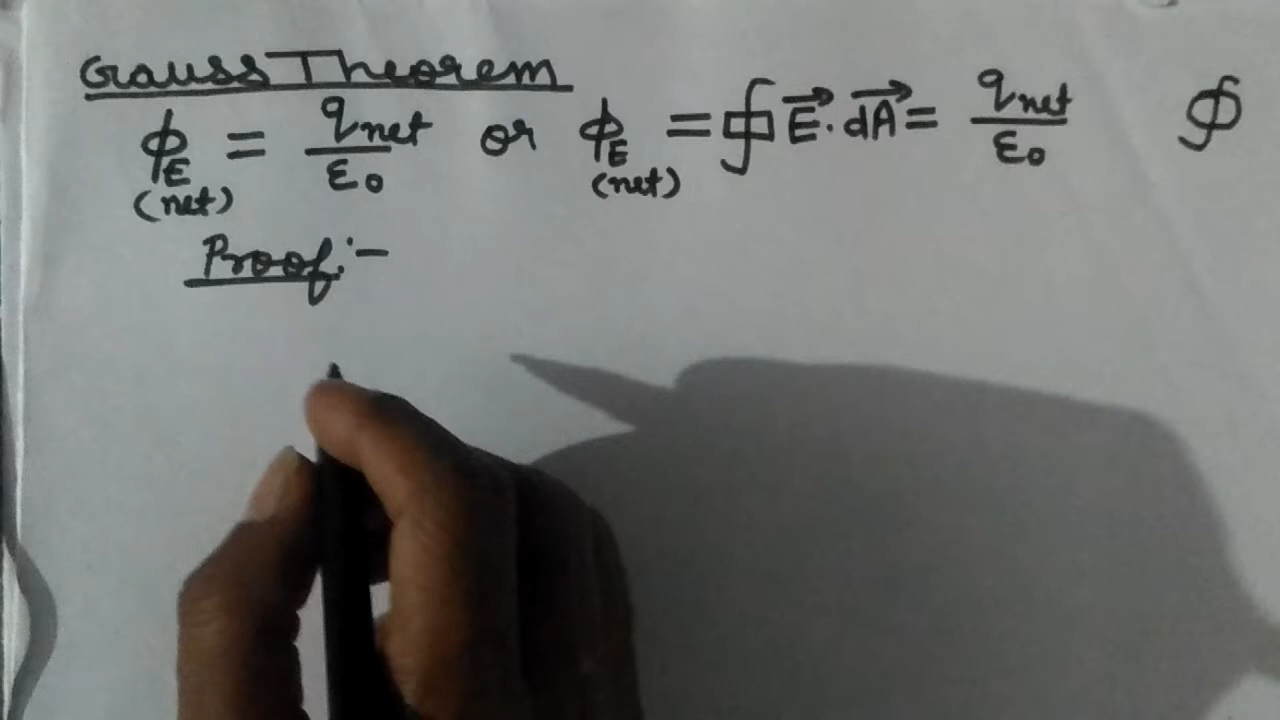 Gauss Theorem
ϕE (net) = qnet/ε0 or ϕE (net) = ∮ E⃗. dA⃗ = qnet/ε0 ∮
Proof:-